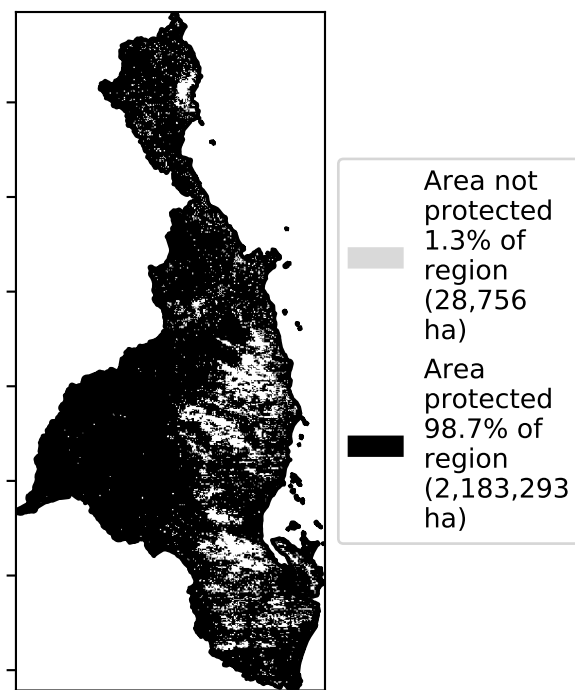 Area not
protected
1.3% of
region
(28,756
ha)
Area
protected
98.7% of
region
(2,183,293
ha)